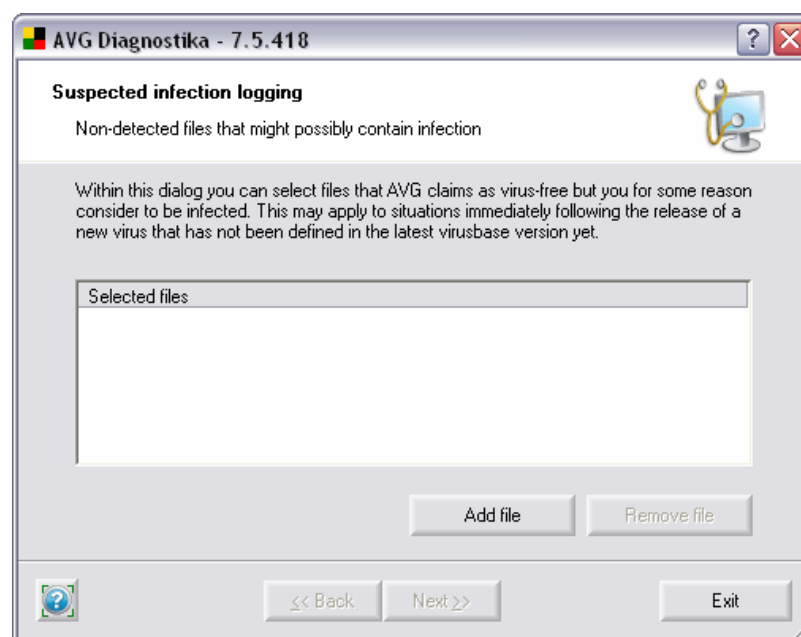 AVG Diagnostika - 7.5.418
Suspected infection logging
Non-detected files that might possibly contain infection
Within this dialog you can select files that AVG claims as virus-free but you for some reason
consider to be infected. This may apply to situations immediately following the release of a
new virus that has not been defined in the latest virusbase version yet.
Selected files
Add file
Remove file
<< Back
Next >>
Exit